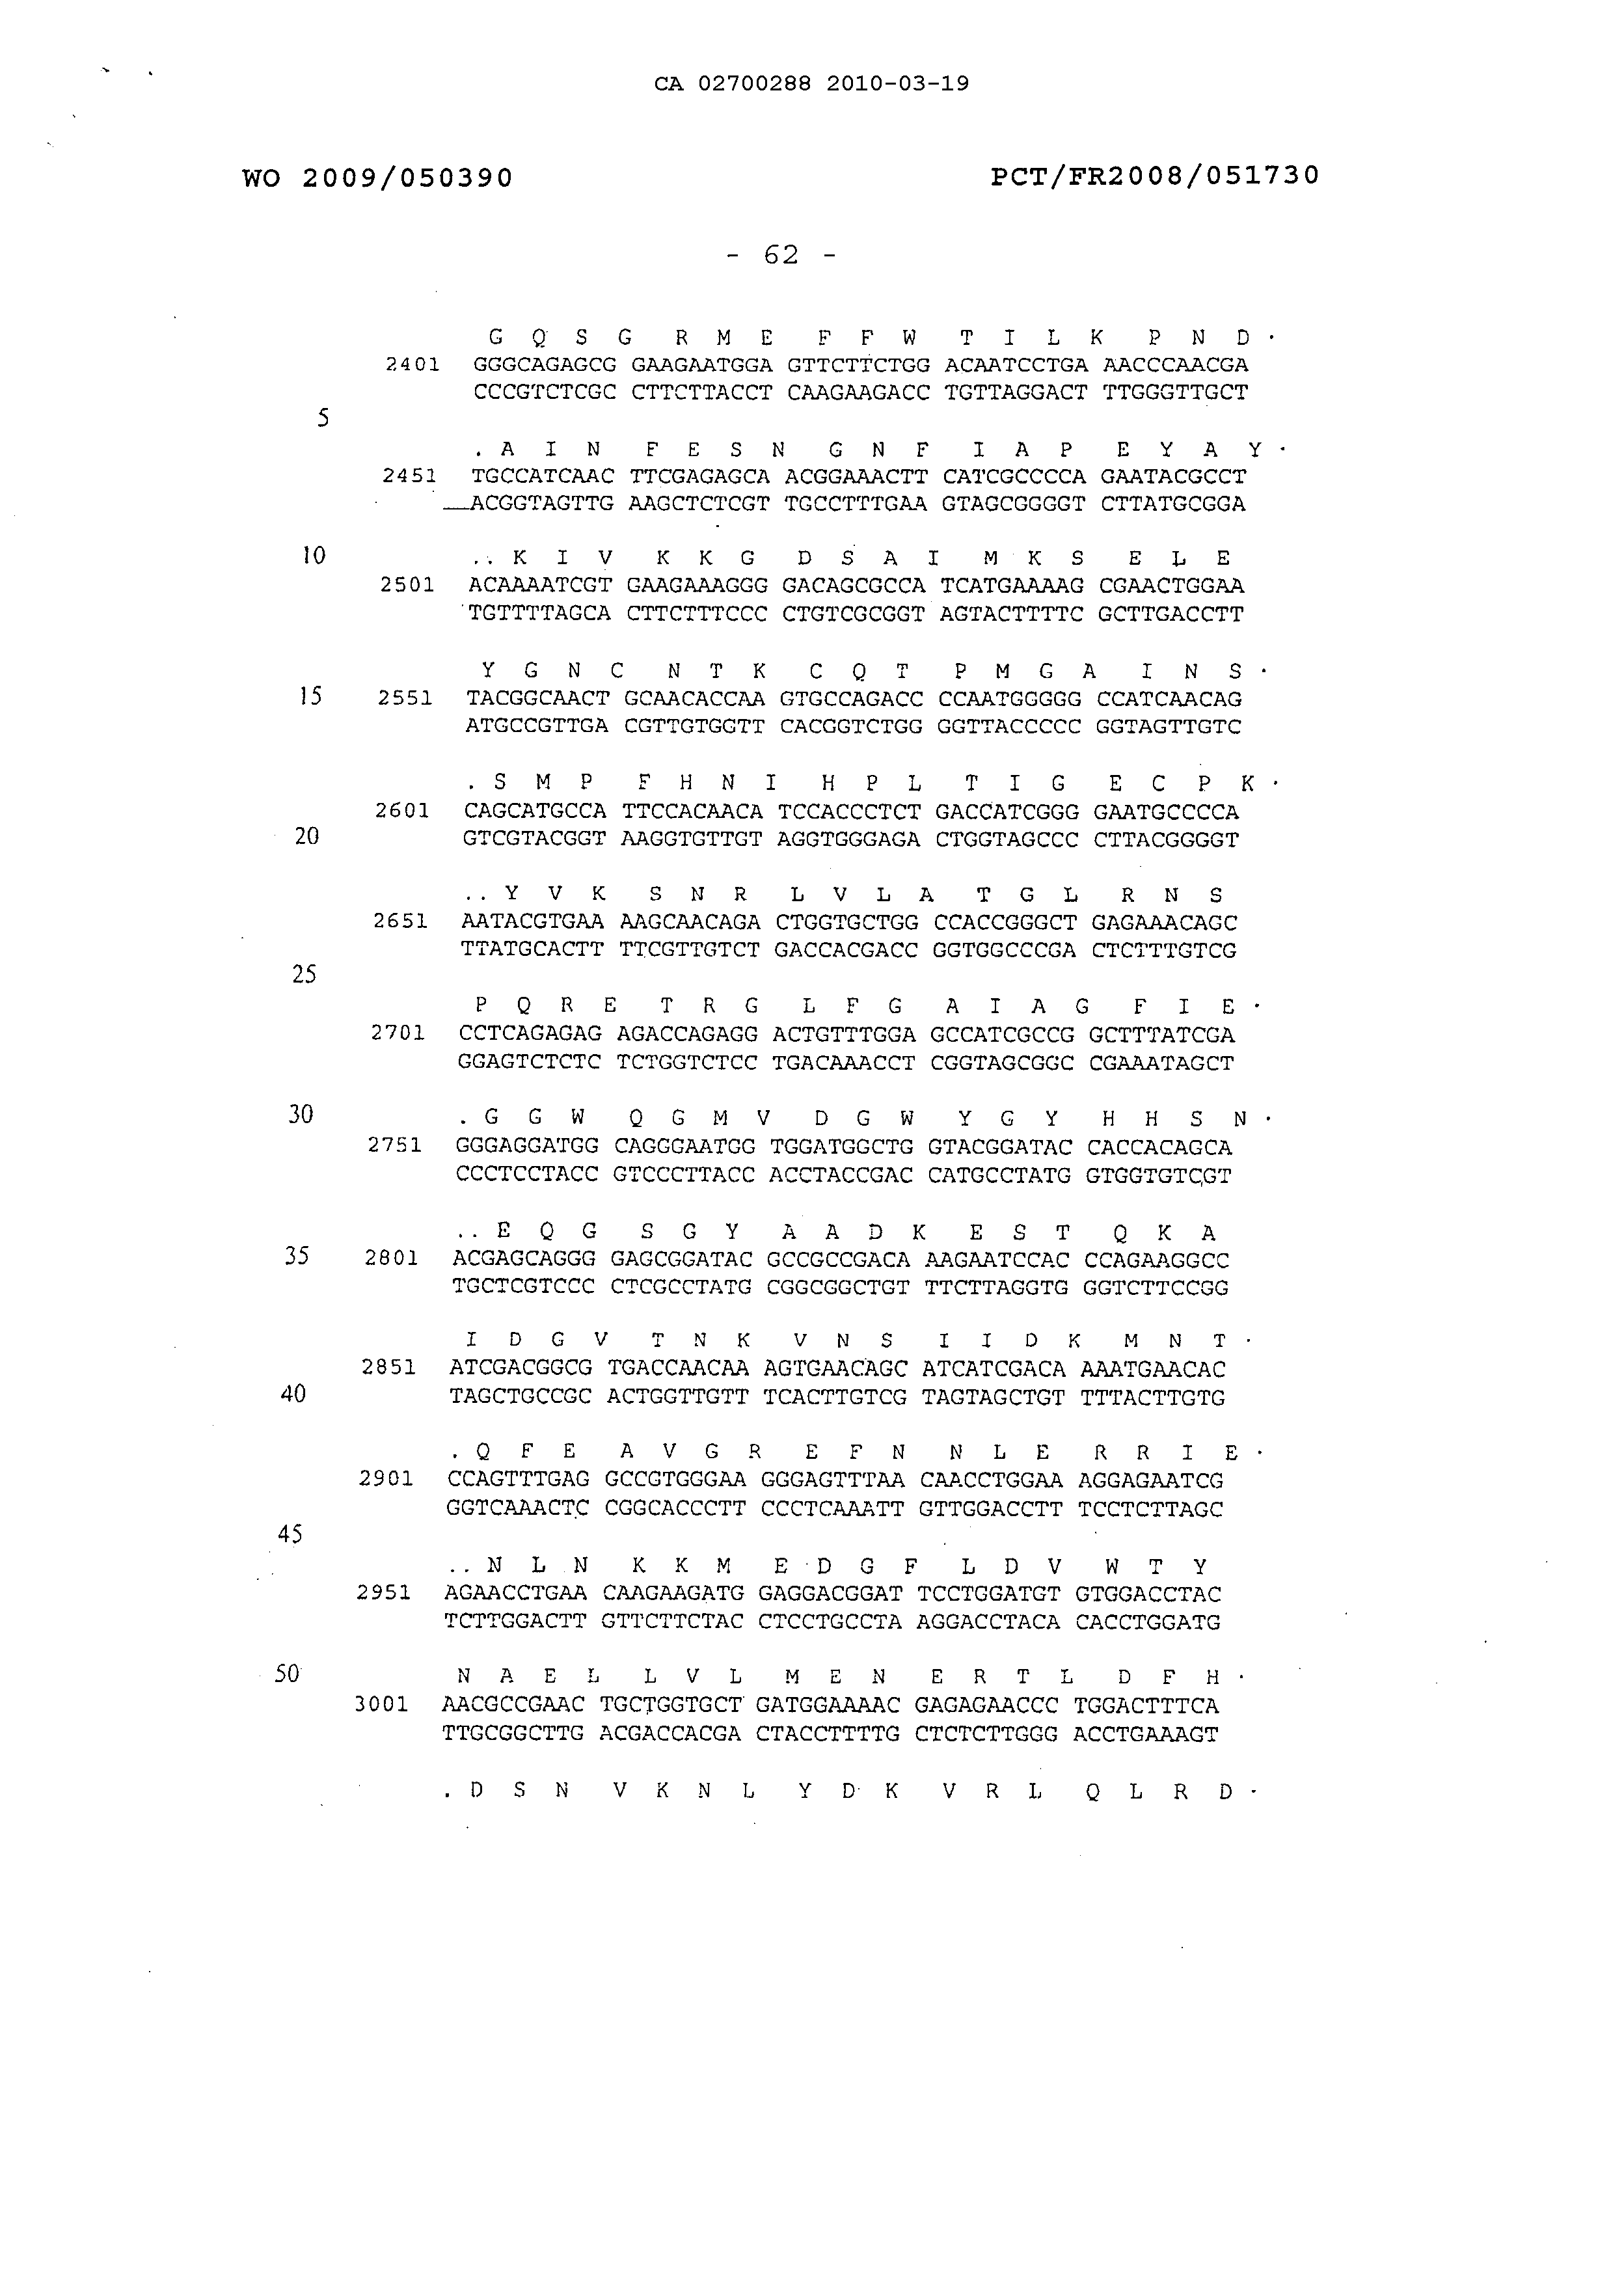 CA 02700288 2010-03-19
WO 2009/050390 PCT/FR2008/051730
- 62 -
G Q S G R M E F F W T I L K P N D ·
2401 GGGCAGAGCG GAAGAATGGA GTTCTTCTGG ACAATCCTGA AACCCAACGA
CCCGTCTCGC CTTCTTACCT CAAGAAGACC TGTTAGGACT TTGGGTTGCT
5
. A I N F E S N G N F I A P E Y A Y ·
2451 TGCCATCAAC TTCGAGAGCA ACGGAAACTT CATCGCCCCA GAATACGCCT
ACGGTAGTTG AAGCTCTCGT TGCCTTTGAA GTAGCGGGGT CTTATGCGGA
10 .. K I V K K G D S A I M K S E L E
2501 ACAAAATCGT GAAGAAAGGG GACAGCGCCA TCATGAAAAG CGAACTGGAA
TGTTTTAGCA CTTCTTTCCC CTGTCGCGGT AGTACTTTTC GCTTGACCTT
Y G N C N T K C Q T P M G A I N S ·
15 2551 TACGGCAACT GCAACACCAA GTGCCAGACC CCAATGGGGG CCATCAACAG
ATGCCGTTGA CGTTGTGGTT CACGGTCTGG GGTTACCCCC GGTAGTTGTC
. S M P F H N I H P L T I G E C P K ·
2601 CAGCATGCCA TTCCACAACA TCCACCCTCT GACCATCGGG GAATGCCCCA
20 GTCGTACGGT AAGGTGTTGT AGGTGGGAGA CTGGTAGCCC CTTACGGGGT
.. Y V K S N R L V L A T G L R N S
2651 AATACGTGAA AAGCAACAGA CTGGTGCTGG CCACCGGGCT GAGAAACAGC
TTATGCACTT TTCGTTGTCT GACCACGACC GGTGGCCCGA CTCTTTGTCG
25
P Q R E T R G L F G A I A G F I E ·
2701 CCTCAGAGAG AGACCAGAGG ACTGTTTGGA GCCATCGCCG GCTTTATCGA
GGAGTCTCTC TCTGGTCTCC TGACAAACCT CGGTAGCGGC CGAAATAGCT
30 . G G W Q G M V D G W Y G Y H H S N ·
2751 GGGAGGATGG CAGGGAATGG TGGATGGCTG GTACGGATAC CACCACAGCA
CCCTCCTACC GTCCCTTACC ACCTACCGAC CATGCCTATG GTGGTGTCGT
.. E Q G S G Y A A D K E S T Q K A
35 2801 ACGAGCAGGG GAGCGGATAC GCCGCCGACA AAGAATCCAC CCAGAAGGCC
TGCTCGTCCC CTCGCCTATG CGGCGGCTGT TTCTTAGGTG GGTCTTCCGG
I D G V T N K V N S I I D K M N T ·
2851 ATCGACGGCG TGACCAACAA AGTGAACAGC ATCATCGACA AAATGAACAC
40 TAGCTGCCGC ACTGGTTGTT TCACTTGTCG TAGTAGCTGT TTTACTTGTG
. Q F E A V G R E F N N L E R R I E ·
2901 CCAGTTTGAG GCCGTGGGAA GGGAGTTTAA CAACCTGGAA AGGAGAATCG
GGTCAAACTC CGGCACCCTT CCCTCAAATT GTTGGACCTT TCCTCTTAGC
45
.. N L N K K M E D G F L D V W T Y
2951 AGAACCTGAA CAAGAAGATG GAGGACGGAT TCCTGGATGT GTGGACCTAC
TCTTGGACTT GTTCTTCTAC CTCCTGCCTA AGGACCTACA CACCTGGATG
50 N A E L L V L M E N E R T L D F H ·
3001 AACGCCGAAC TGCTGGTGCT GATGGAAAAC GAGAGAACCC TGGACTTTCA
TTGCGGCTTG ACGACCACGA CTACCTTTTG CTCTCTTGGG ACCTGAAAGT
. D S N V K N L Y D K V R L Q L R D ·